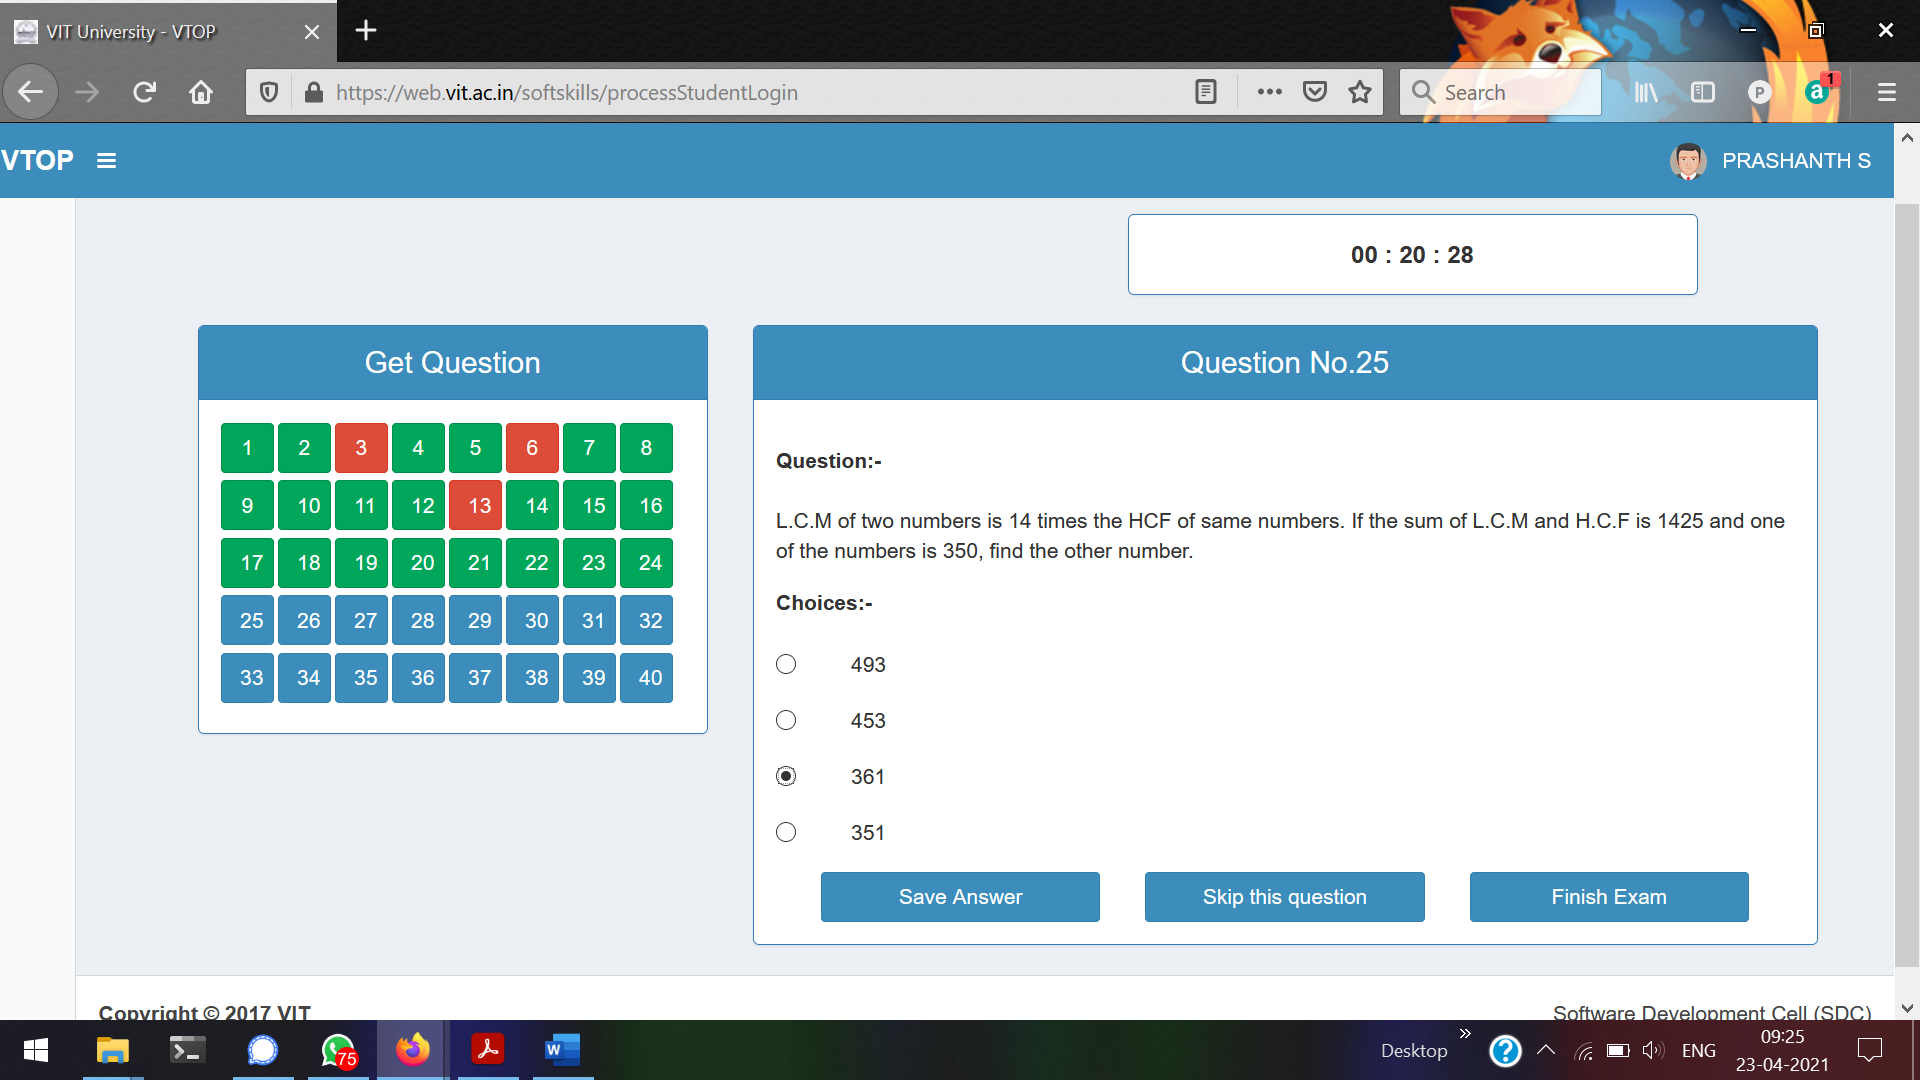 VIT University - VTOP
https://web.vit.ac.in/softskills/processStudentLogin
Search
P
a
1
VTOP
PRASHANTH S
00 : 20 : 28
Get Question
1 2 3 4 5 6 7 8
9 10 11 12 13 14 15 16
17 18 19 20 21 22 23 24
25 26 27 28 29 30 31 32
33 34 35 36 37 38 39 40
Question No.25
Question:-
L.C.M of two numbers is 14 times the HCF of same numbers. If the sum of L.C.M and H.C.F is 1425 and one
of the numbers is 350, find the other number.
Choices:-
493
453
361
351
Save Answer
Skip this question
Finish Exam
Copyright © 2017 VIT
Software Development Cell (SDC)
75
W
Desktop
ENG
09:25
23-04-2021